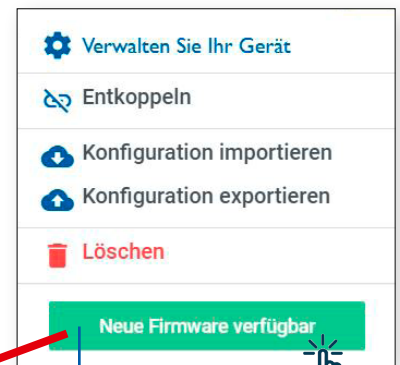 Verwalten Sie Ihr Gerät
Entkoppeln
Konfiguration importieren
Konfiguration exportieren
Löschen
Neue Firmware verfügbar